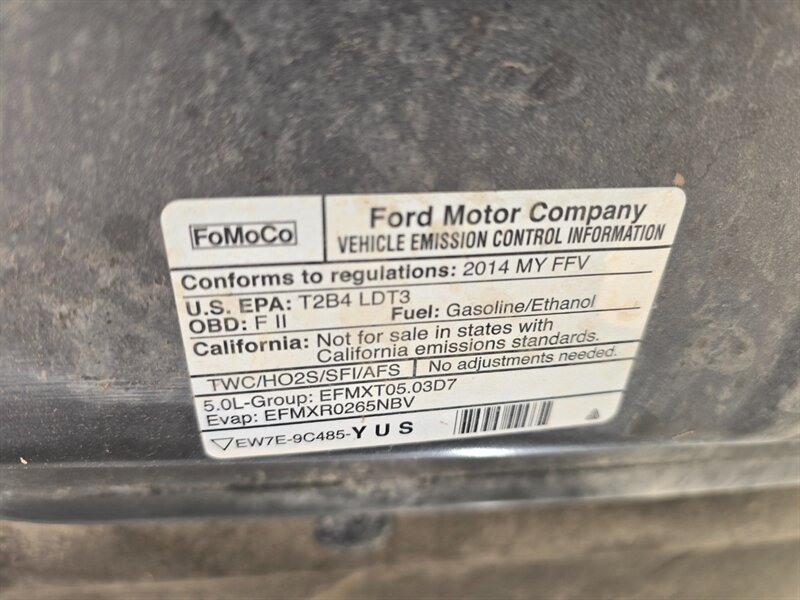 FoMoCo
Ford Motor Company
VEHICLE EMISSION CONTROL INFORMATION
Conforms to regulations: 2014 MY FFV
U.S. EPA: T2B4 LDT3
OBD: F II Fuel: Gasoline/Ethanol
California: Not for sale in states with
California emissions standards.
TWC/HO2S/SFI/AFS No adjustments needed.
5.0L-Group: EFMXT05.03D7
Evap: EFMXR0265NBV
EW7E-9C485-YUS